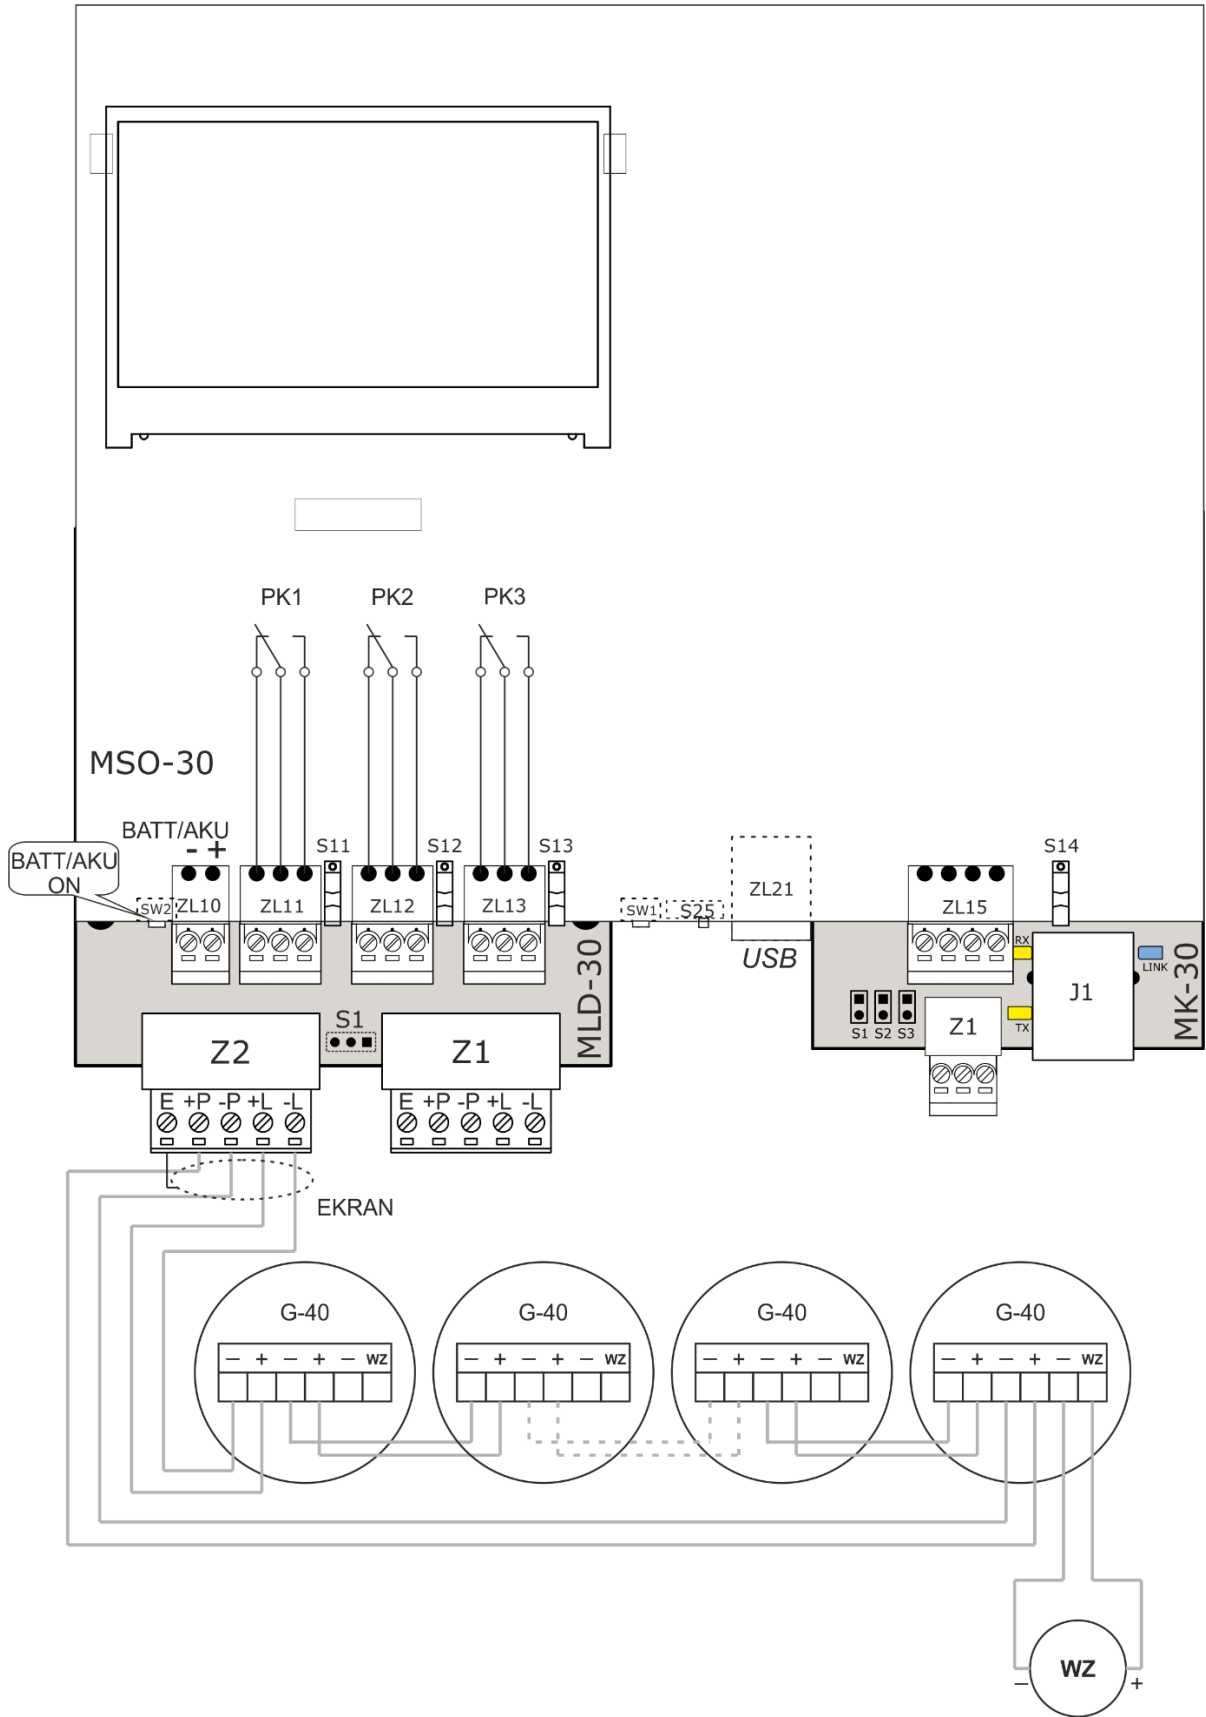 PK1 PK2 PK3
MSO-30
BATT/AKU
- +
S11 S12 S13 S14
BATT/AKU
ON
SW2 ZL10 ZL11 ZL12 ZL13 SW1 S25 ZL21 ZL15
USB
MLD-30
RX
LINK
J1
MK-30
S1
Z2 Z1
S1 S2 S3
Z1
TX
E +P -P +L -L
E +P -P +L -L
EKRAN
G-40 G-40 G-40 G-40
– + – + – WZ
– + – + – WZ
– + – + – WZ
– + – + – WZ
WZ
– +